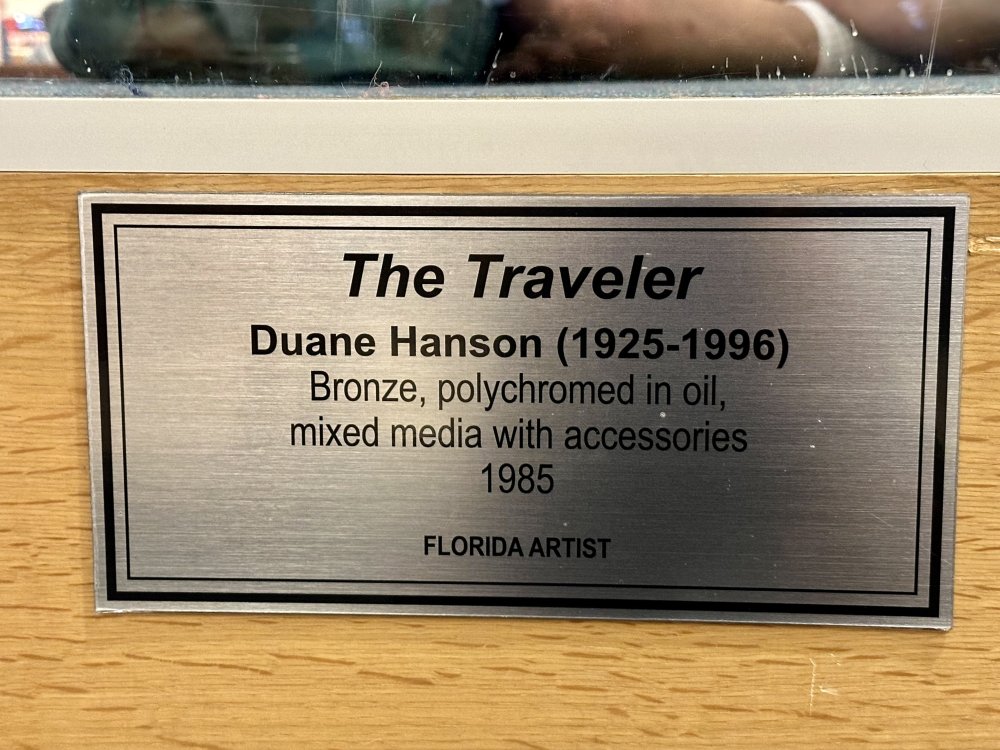 The Traveler
Duane Hanson (1925-1996)
Bronze, polychromed in oil,
mixed media with accessories
1985
FLORIDA ARTIST